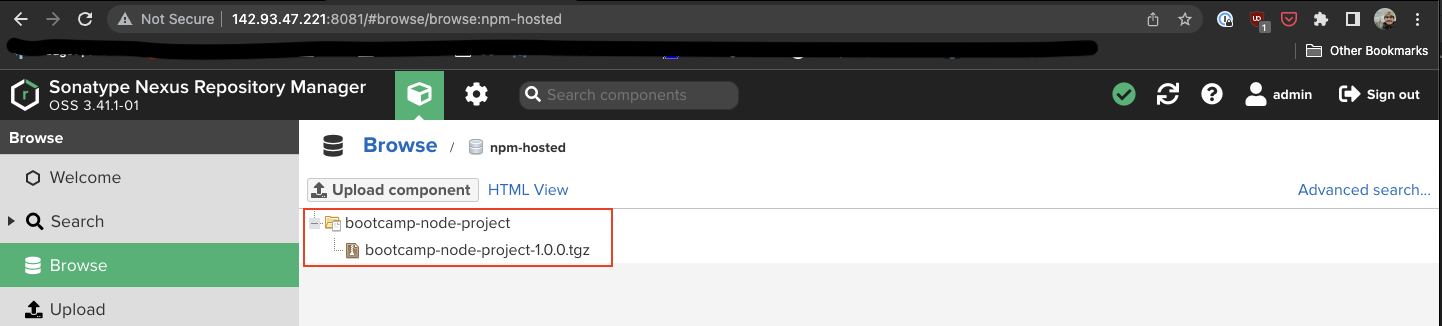 Not Secure | 142.93.47.221:8081/#browse/browse:npm-hosted
1
Other Bookmarks
Sonatype Nexus Repository Manager
OSS 3.41.1-01
Search components
admin
Sign out
Browse
Browse / npm-hosted
Welcome
Upload component
HTML View
Advanced search...
Search
bootcamp-node-project
bootcamp-node-project-1.0.0.tgz
Browse
Upload